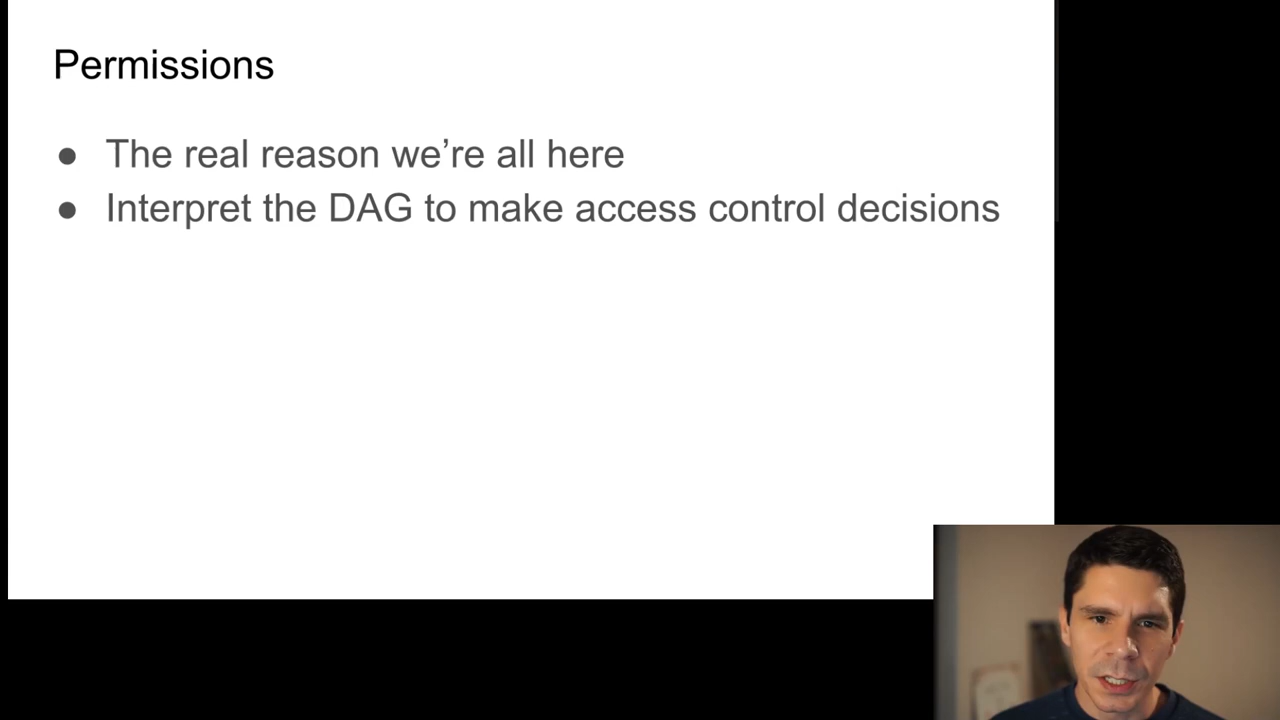 Permissions
● The real reason we’re all here
● Interpret the DAG to make access control decisions